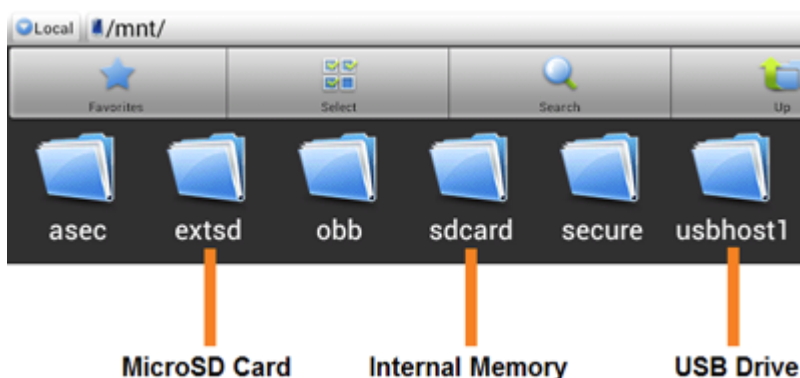 Local /mnt/
Favorites Select Search Up
asec extsd obb sdcard secure usbhost1
MicroSD Card Internal Memory USB Drive